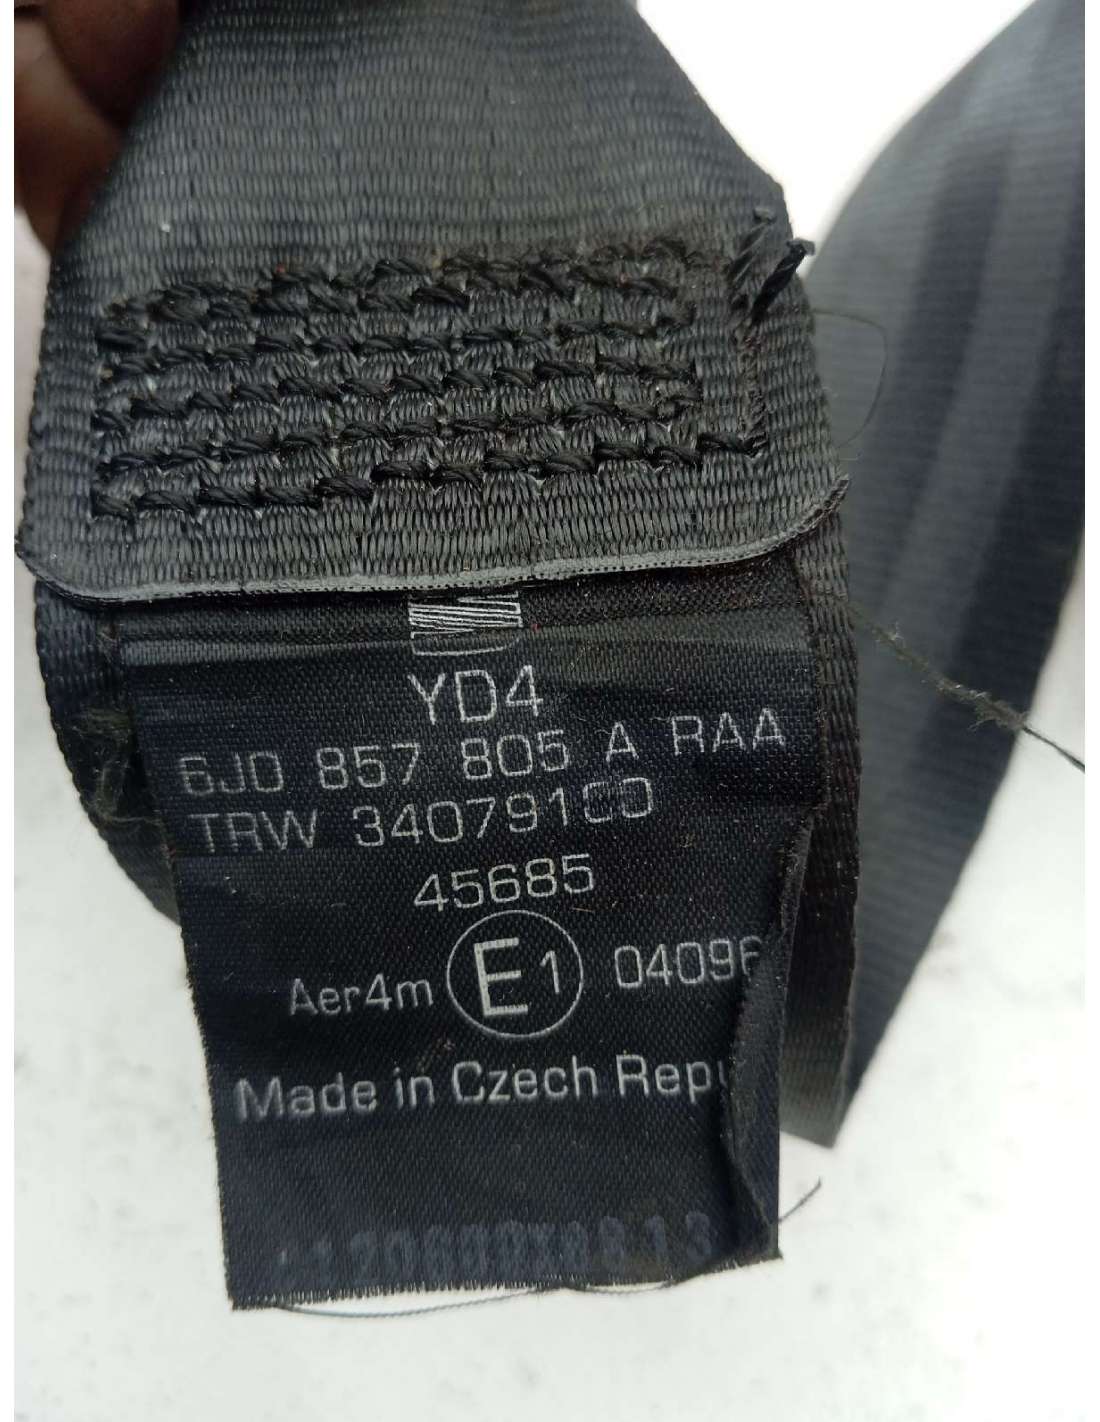 YD4
6J0 857 805 A RAA
TRW 34079100
45685
Aer4m E1 04096
Made in Czech Repu